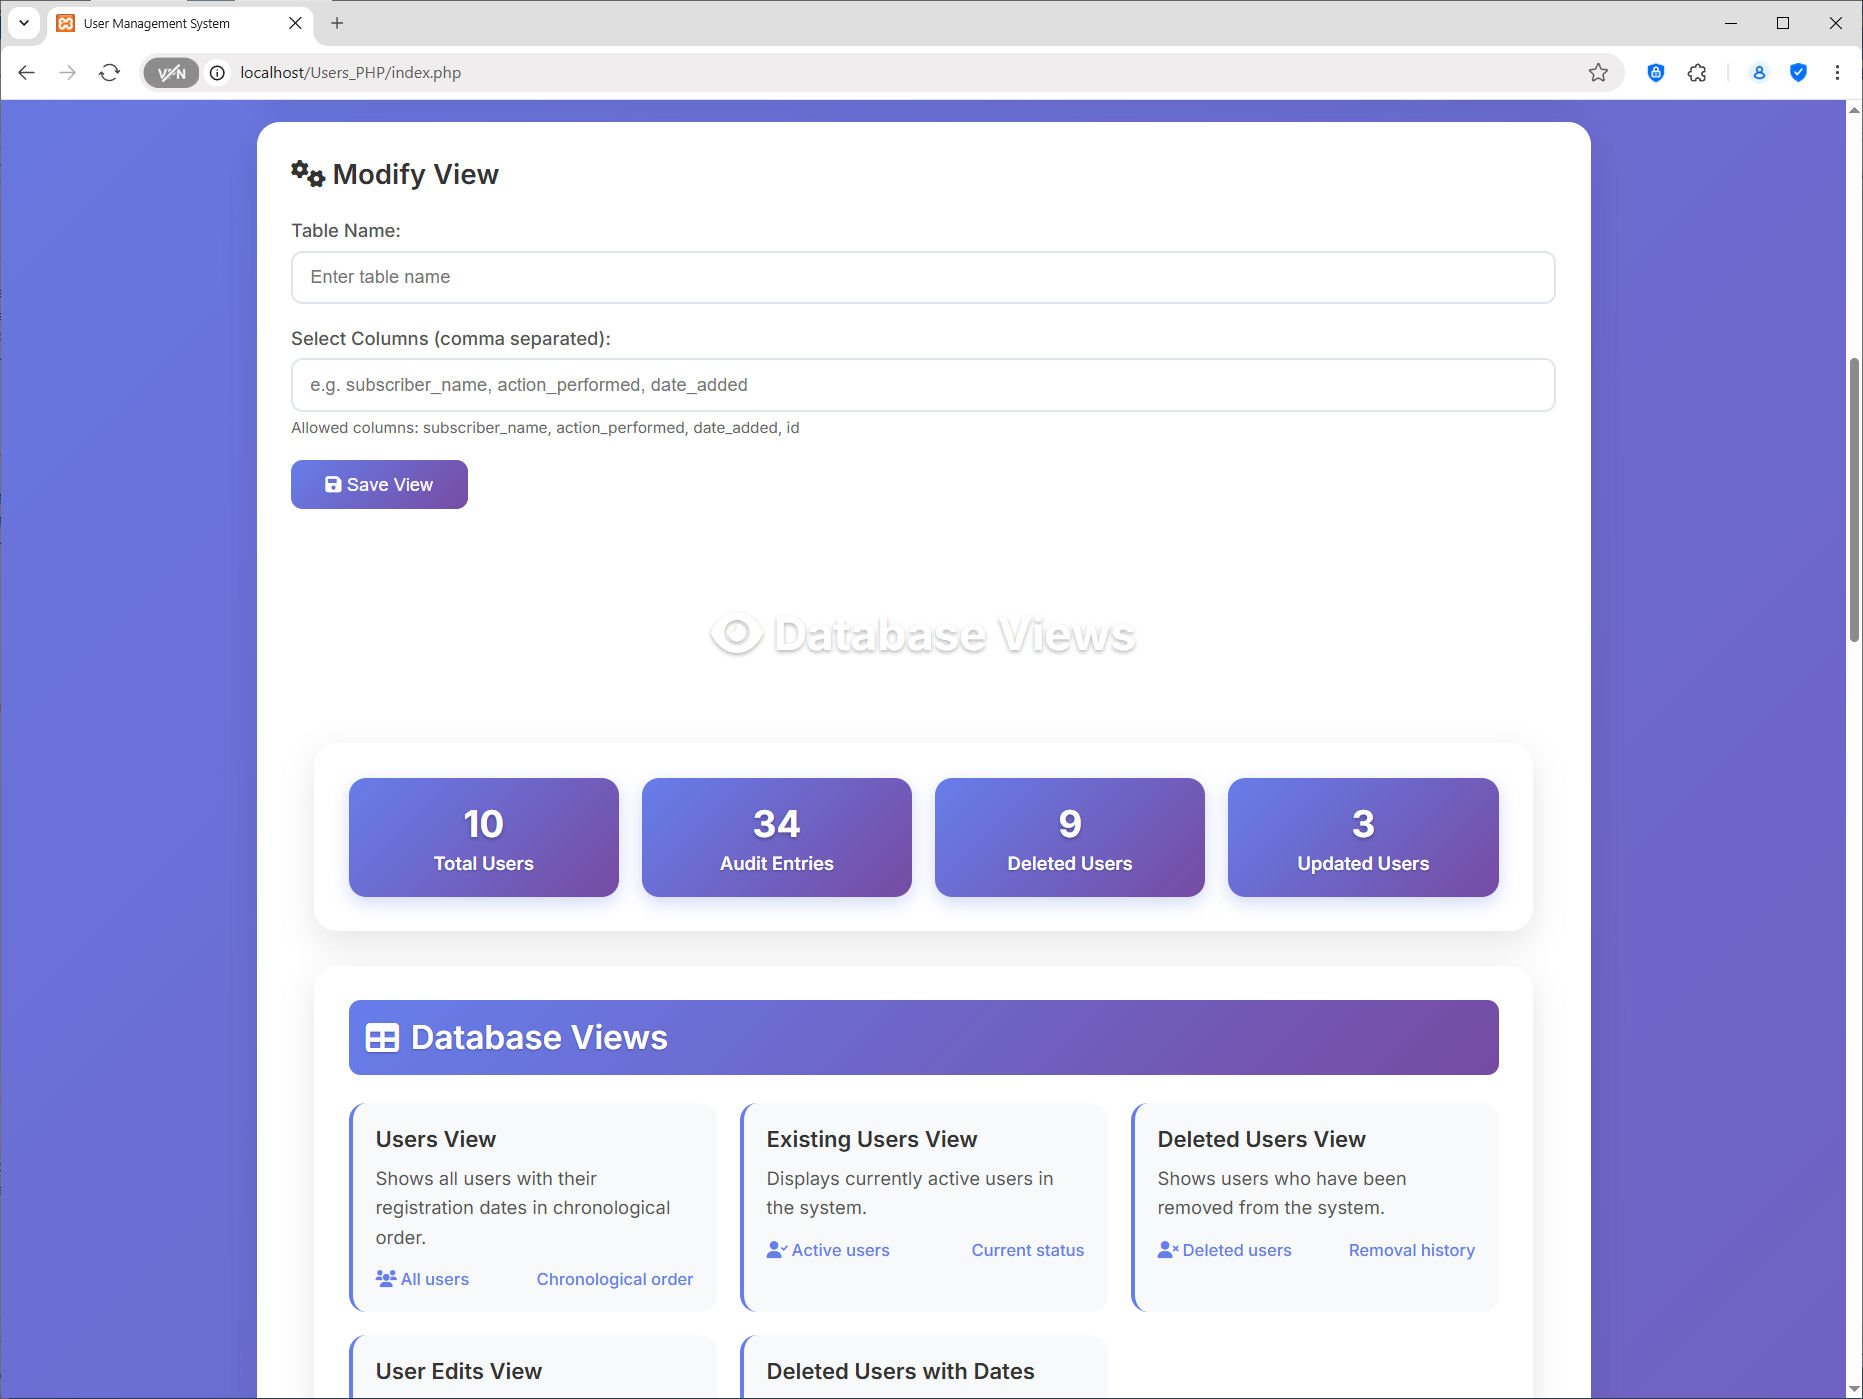 User Management System
VPN
localhost/Users_PHP/index.php
Modify View
Table Name:
Enter table name
Select Columns (comma separated):
e.g. subscriber_name, action_performed, date_added
Allowed columns: subscriber_name, action_performed, date_added, id
Save View
Database Views
10
Total Users
34
Audit Entries
9
Deleted Users
3
Updated Users
Database Views
Users View
Shows all users with their
registration dates in chronological
order.
All users
Chronological order
Existing Users View
Displays currently active users in
the system.
Active users
Current status
Deleted Users View
Shows users who have been
removed from the system.
Deleted users
Removal history
User Edits View
Deleted Users with Dates